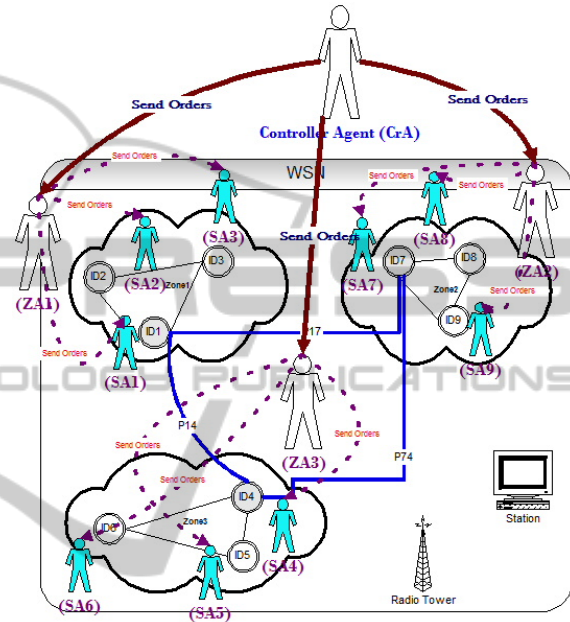 Send Orders
Send Orders
Controller Agent (CrA)
WSN
Send Orders
Send Orders
Send Orders
Send Orders
Send Orders
(SA3)
(SA8)
(SA2)
(SA7)
(ZA1)
(ZA2)
ID3
ID2
Zone1
ID7
ID8
Zone2
Send Orders
ID1
P17
ID9
Send Orders
(SA1)
(SA9)
OLOGY PUBLICATIONS
P14
Send Orders
Send Orders
(ZA3)
P74
Send Orders
ID4
Zone3
ID6
ID5
(SA4)
(SA6)
(SA5)
Station
Radio Tower